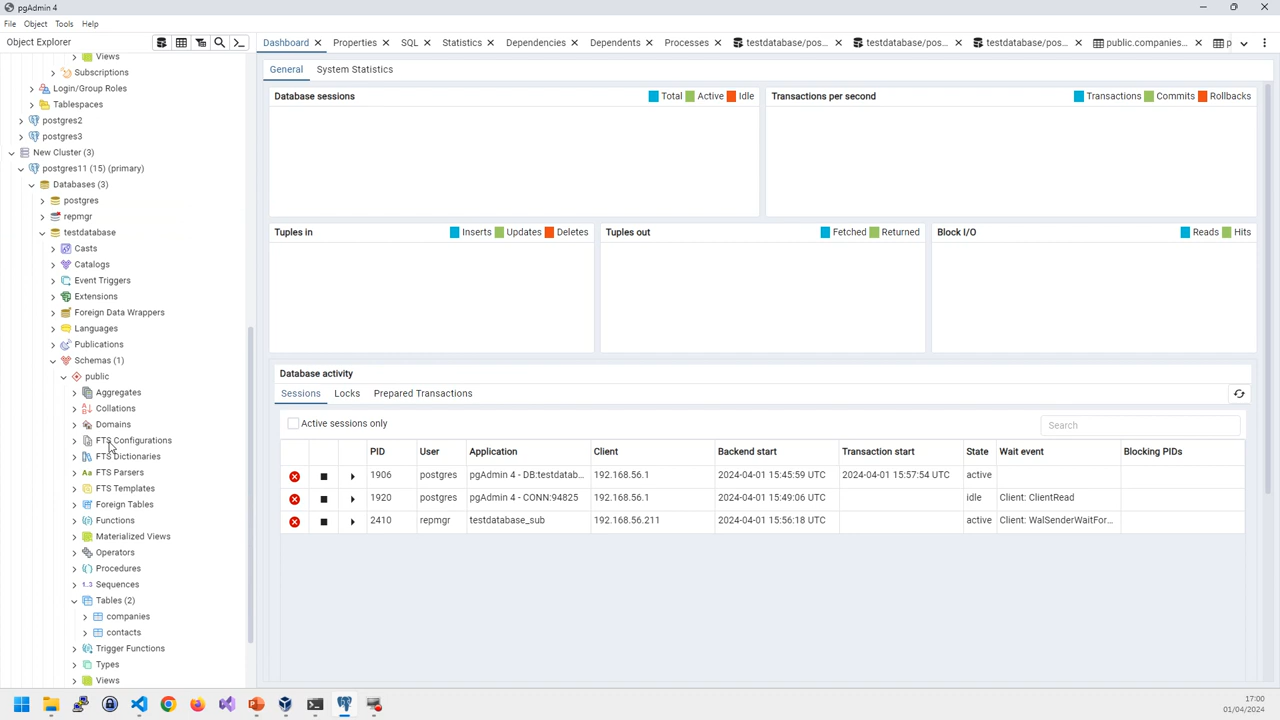 pgAdmin 4
File Object Tools Help
Object Explorer
Dashboard Properties SQL Statistics Dependencies Dependents Processes testdatabase/pos... testdatabase/pos... testdatabase/pos... public.companies... p
General System Statistics
Views
Subscriptions
Login/Group Roles
Tablespaces
postgres2
postgres3
New Cluster (3)
postgres11 (15) (primary)
Databases (3)
postgres
repmgr
testdatabase
Casts
Catalogs
Event Triggers
Extensions
Foreign Data Wrappers
Languages
Publications
Schemas (1)
public
Aggregates
Collations
Domains
FTS Configurations
FTS Dictionaries
FTS Parsers
FTS Templates
Foreign Tables
Functions
Materialized Views
Operators
Procedures
1..3 Sequences
Tables (2)
companies
contacts
Trigger Functions
Types
Views
Database sessions Total Active Idle
Transactions per second Transactions Commits Rollbacks
Tuples in Inserts Updates Deletes
Tuples out Fetched Returned
Block I/O Reads Hits
Database activity
Sessions Locks Prepared Transactions
Active sessions only Search
PID User Application Client Backend start Transaction start State Wait event Blocking PIDs
1906 postgres pgAdmin 4 - DB:testdatab... 192.168.56.1 2024-04-01 15:45:59 UTC 2024-04-01 15:57:54 UTC active
1920 postgres pgAdmin 4 - CONN:94825 192.168.56.1 2024-04-01 15:49:06 UTC idle Client: ClientRead
2410 repmgr testdatabase_sub 192.168.56.211 2024-04-01 15:56:18 UTC active Client: WalSenderWaitFor...
17:00
01/04/2024